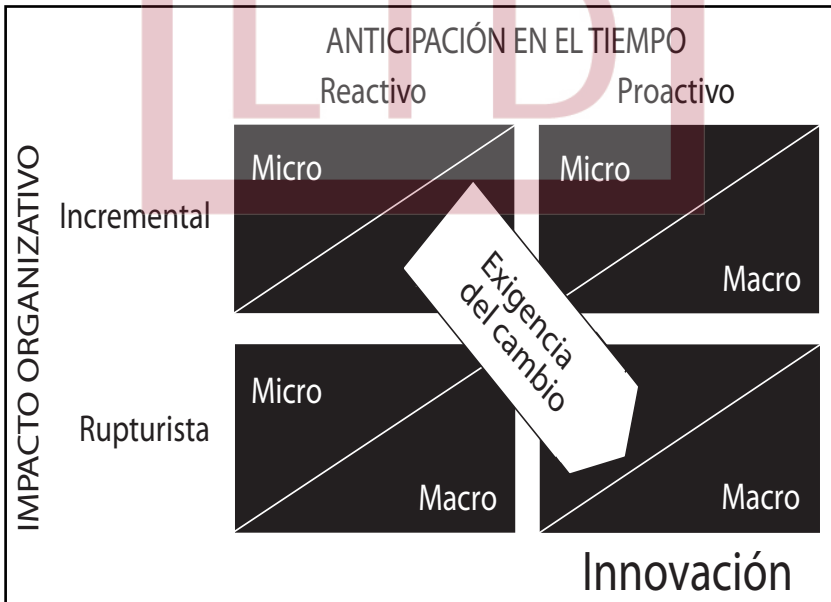 LTD
ANTICIPACIÓN EN EL TIEMPO
Reactivo
Proactivo
IMPACTO ORGANIZATIVO
Incremental
Micro
Micro
Macro
Exigencia
del cambio
Rupturista
Micro
Macro
Macro
Innovación